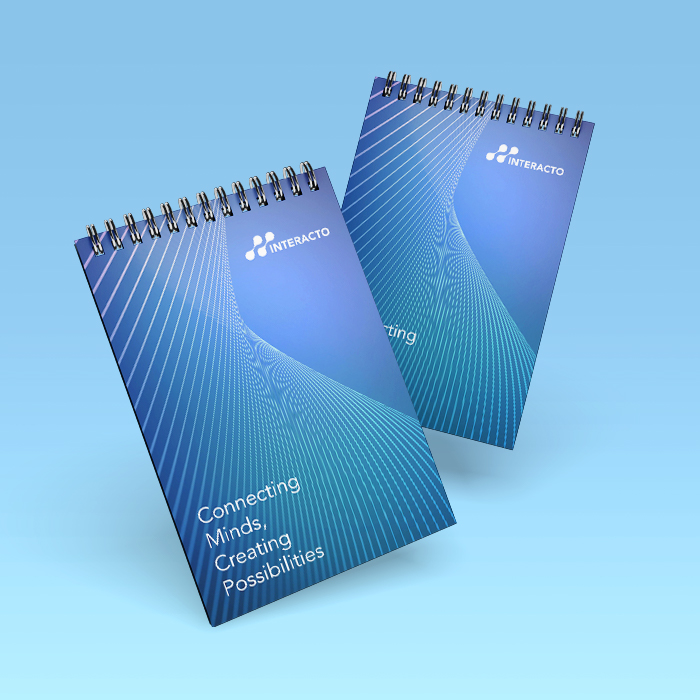 INTERACTO
Connecting
Minds,
Creating
Possibilities
INTERACTO
cting